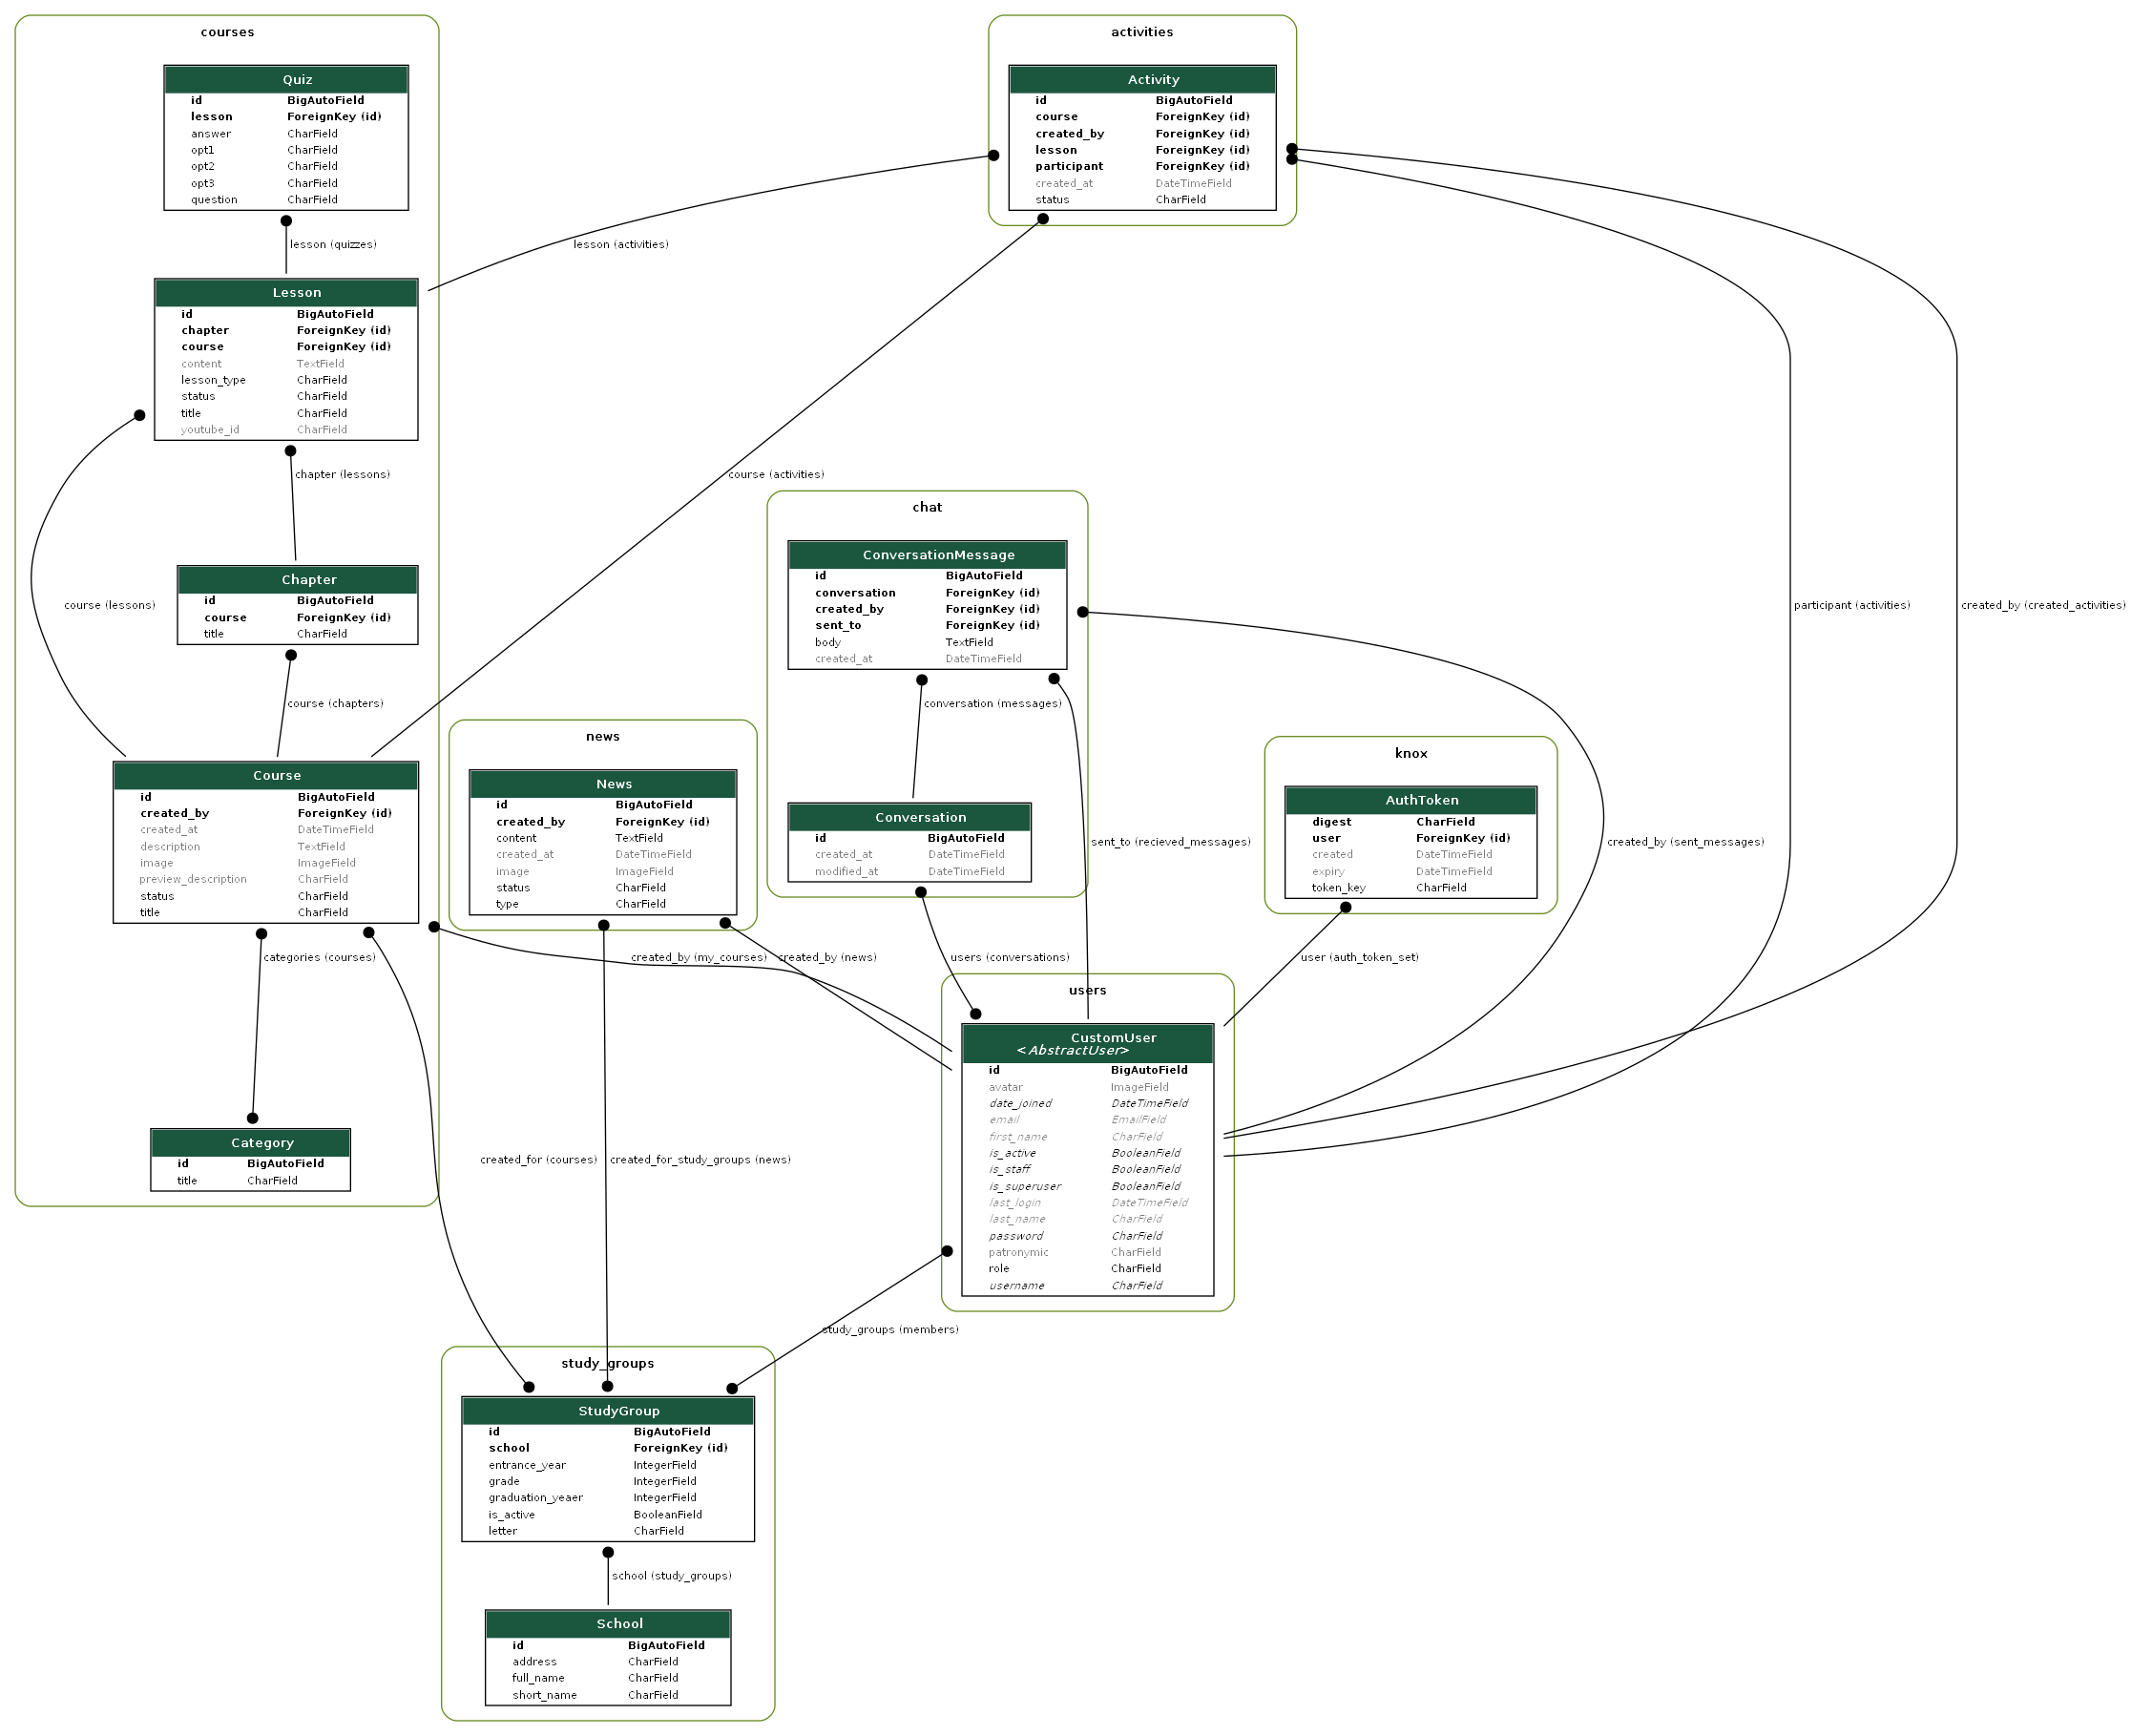 courses
Quiz
id BigAutoField
lesson ForeignKey (id)
answer CharField
opt1 CharField
opt2 CharField
opt3 CharField
question CharField
lesson (quizzes)
Lesson
id BigAutoField
chapter ForeignKey (id)
course ForeignKey (id)
content TextField
lesson_type CharField
status CharField
title CharField
youtube_id CharField
chapter (lessons)
course (lessons)
Chapter
id BigAutoField
course ForeignKey (id)
title CharField
course (chapters)
Course
id BigAutoField
created_by ForeignKey (id)
created_at DateTimeField
description TextField
image ImageField
preview_description CharField
status CharField
title CharField
categories (courses)
Category
id BigAutoField
title CharField
activities
Activity
id BigAutoField
course ForeignKey (id)
created_by ForeignKey (id)
lesson ForeignKey (id)
participant ForeignKey (id)
created_at DateTimeField
status CharField
lesson (activities)
course (activities)
participant (activities)
created_by (created_activities)
chat
ConversationMessage
id BigAutoField
conversation ForeignKey (id)
created_by ForeignKey (id)
sent_to ForeignKey (id)
body TextField
created_at DateTimeField
conversation (messages)
Conversation
id BigAutoField
created_at DateTimeField
modified_at DateTimeField
sent_to (recieved_messages)
created_by (sent_messages)
news
News
id BigAutoField
created_by ForeignKey (id)
content TextField
created_at DateTimeField
image ImageField
status CharField
type CharField
knox
AuthToken
digest CharField
user ForeignKey (id)
created DateTimeField
expiry DateTimeField
token_key CharField
created_by (my_courses)
created_by (news)
users (conversations)
user (auth_token_set)
users
CustomUser
<AbstractUser>
id BigAutoField
avatar ImageField
date_joined DateTimeField
email EmailField
first_name CharField
is_active BooleanField
is_staff BooleanField
is_superuser BooleanField
last_login DateTimeField
last_name CharField
password CharField
patronymic CharField
role CharField
username CharField
created_for (courses)
created_for_study_groups (news)
study_groups (members)
study_groups
StudyGroup
id BigAutoField
school ForeignKey (id)
entrance_year IntegerField
grade IntegerField
graduation_yeaer IntegerField
is_active BooleanField
letter CharField
school (study_groups)
School
id BigAutoField
address CharField
full_name CharField
short_name CharField